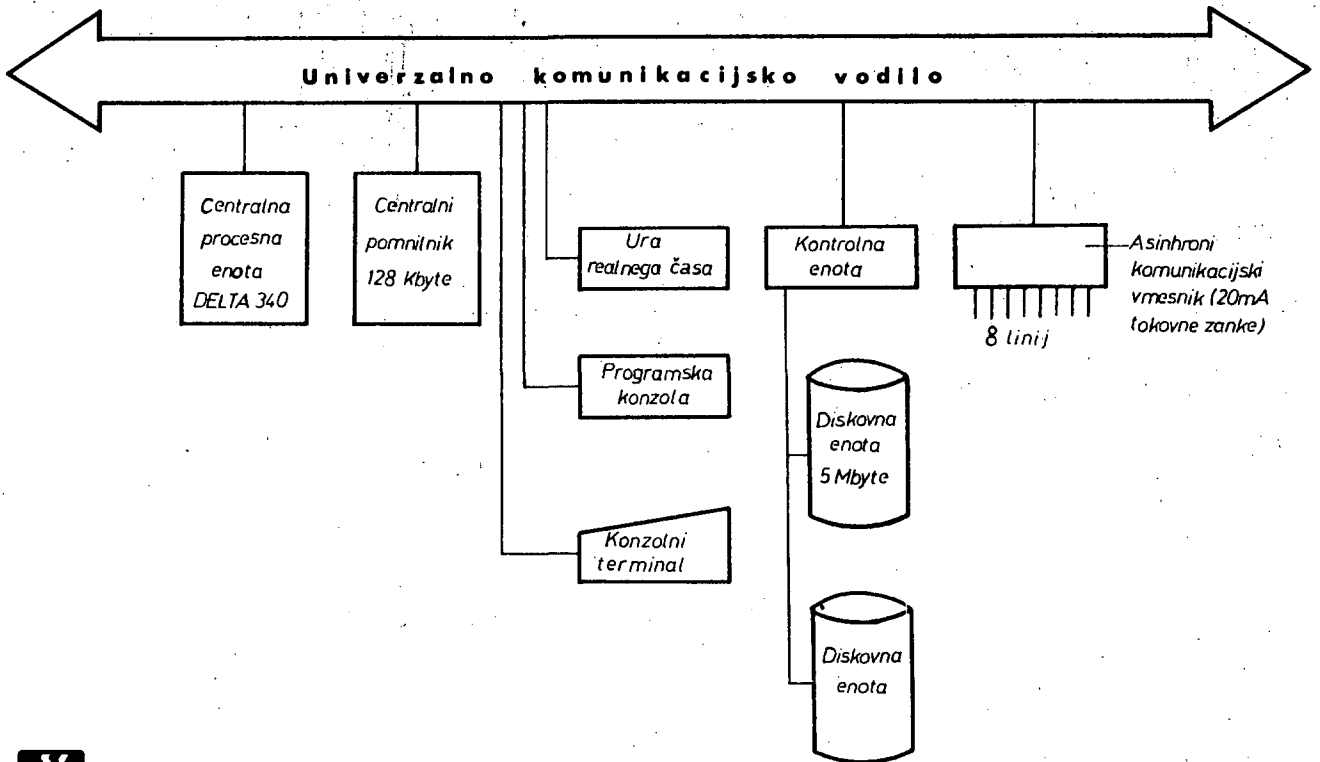 Univerzalno komunikacijsko vodilo
Centralna
procesna
enota
DELTA 340
Centralni
pomnilnik
128 Kbyte
Ura
realnega časa
Kontrolna
enota
Asinhroni
komunikacijski
vmesnik (20mA
tokovne zanke)
8 linij
Programska
konzola
Diskovna
enota
5 Mbyte
Konzolni
terminal
Diskovna
enota